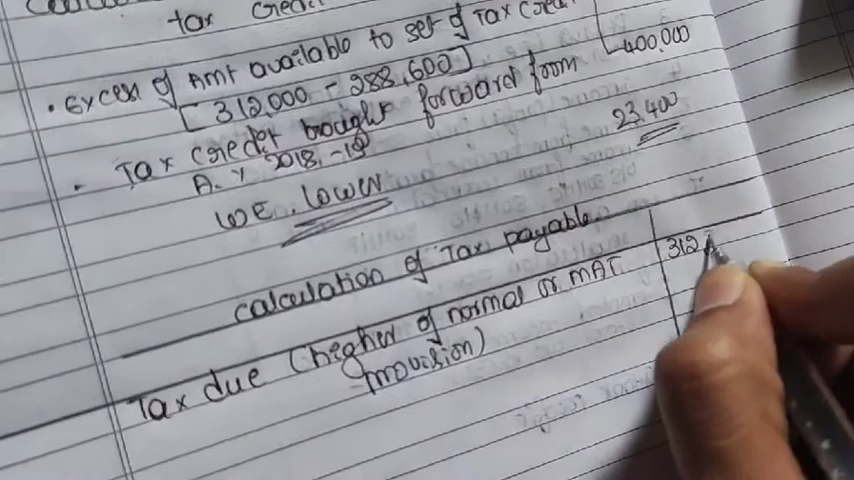 tax credit
• Excess of AMT available to set of Tax Credit
[312,000 - 288,600] 400,000
• Tax credit brought forward from
A.Y 2018-19 23,400
W.E. LOWER
calculation of Tax payable
Tax due (higher of normal or MAT 312,
provision)